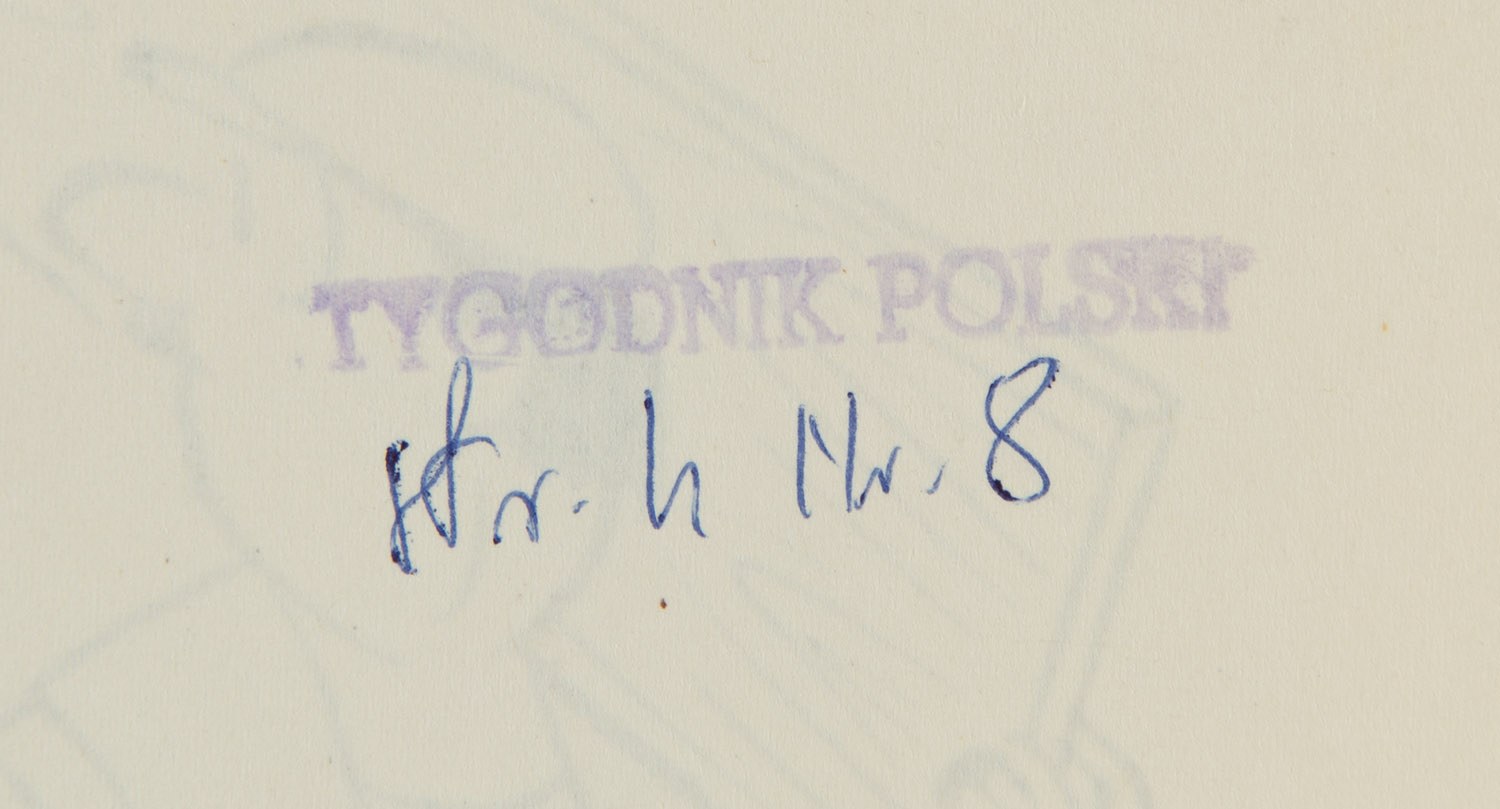 TYGODNIK POLSKI
str. 4 Nr. 8